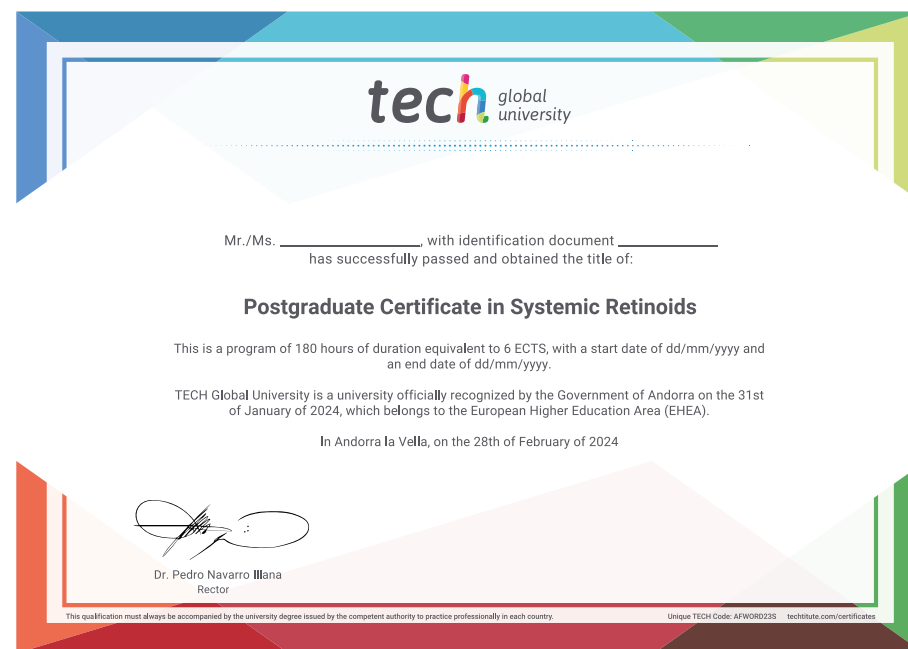 tech global
university
Mr./Ms. ____________, with identification document ____________
has successfully passed and obtained the title of:
Postgraduate Certificate in Systemic Retinoids
This is a program of 180 hours of duration equivalent to 6 ECTS, with a start date of dd/mm/yyyy and
an end date of dd/mm/yyyy.
TECH Global University is a university officially recognized by the Government of Andorra on the 31st
of January of 2024, which belongs to the European Higher Education Area (EHEA).
In Andorra la Vella, on the 28th of February of 2024
Dr. Pedro Navarro Illana
Rector
This qualification must always be accompanied by the university degree issued by the competent authority to practice professionally in each country.
Unique TECH Code: AFWORD23S techtitute.com/certificates